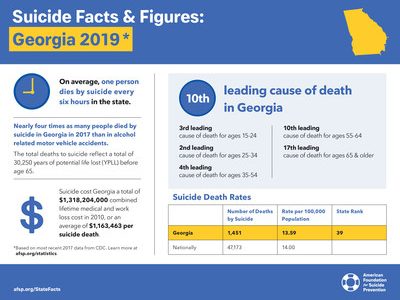 Suicide Facts & Figures:
Georgia 2019 *
On average, one person
dies by suicide every
six hours in the state.
Nearly four times as many people died by
suicide in Georgia in 2017 than in alcohol
related motor vehicle accidents.
The total deaths to suicide reflect a total of
30,250 years of potential life lost (YPLL) before
age 65.
$
Suicide cost Georgia a total of
$1,318,204,000 combined
lifetime medical and work
loss cost in 2010, or an
average of $1,163,463 per
suicide death
*Based on most recent 2017 data from CDC. Learn more at
afsp.org/statistics
10th
leading cause of death
in Georgia
3rd leading
cause of death for ages 15-24
2nd leading
cause of death for ages 25-34
4th leading
cause of death for ages 35-54
10th leading
cause of death for ages 55-64
17th leading
cause of death for ages 65 & older
Suicide Death Rates
Number of Deaths
by Suicide
Rate per 100,000
Population
State Rank
Georgia 1,451 13.59 39
Nationally 47,173 14.00
afsp.org/StateFacts
American
Foundation
for Suicide
Prevention